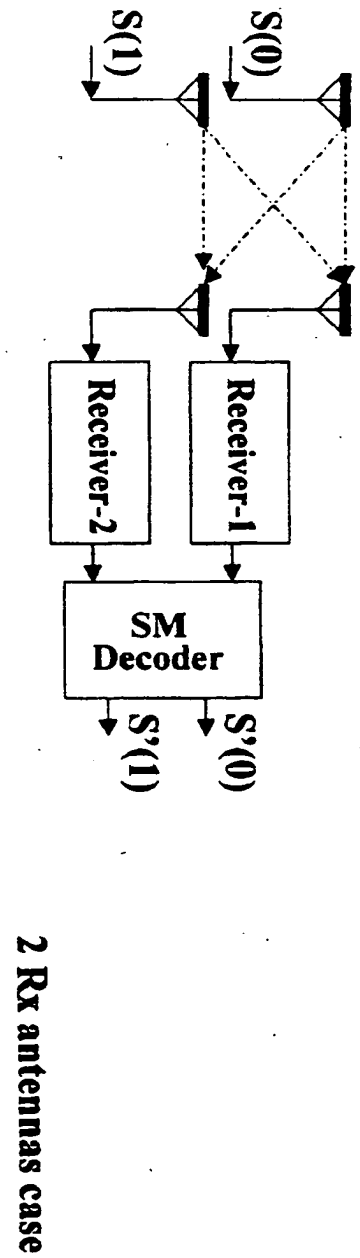 S(0)
S(1)
Receiver-1
Receiver-2
SM
Decoder
S'(0)
S'(1)
2 Rx antennas case